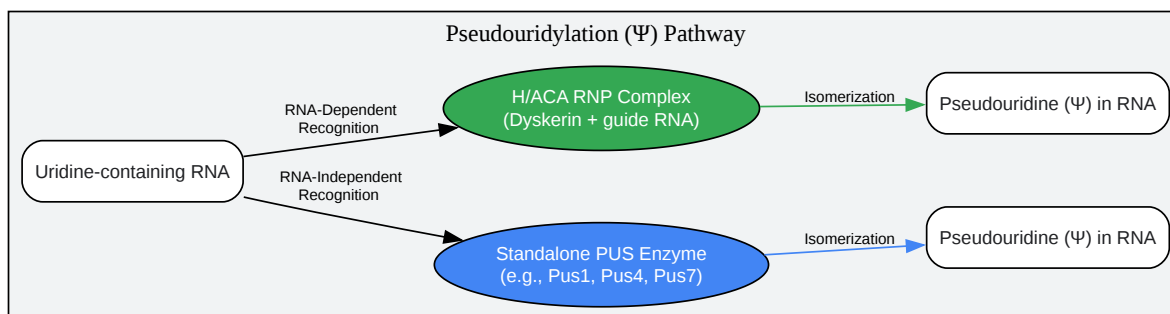 Pseudouridylation (Ψ) Pathway
Uridine-containing RNA
RNA-Dependent
Recognition
H/ACA RNP Complex
(Dyskerin + guide RNA)
Isomerization
Pseudouridine (Ψ) in RNA
RNA-Independent
Recognition
Standalone PUS Enzyme
(e.g., Pus1, Pus4, Pus7)
Isomerization
Pseudouridine (Ψ) in RNA